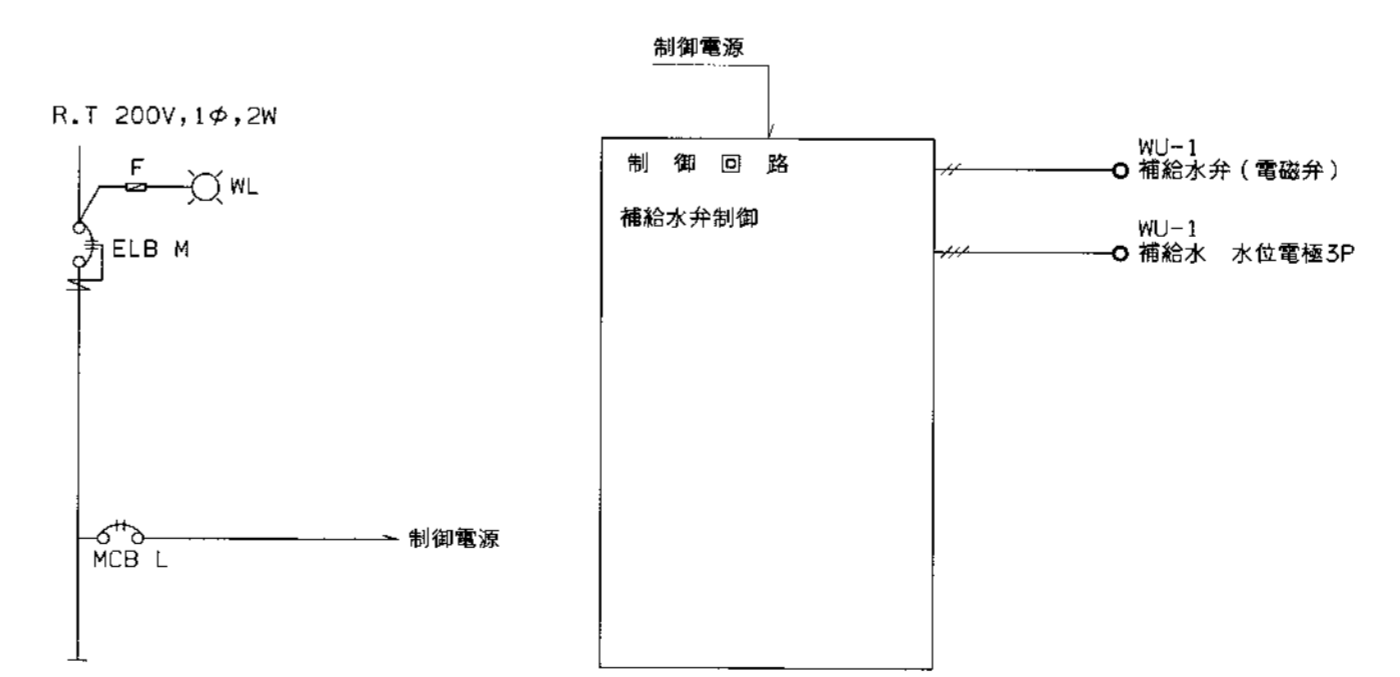 制御電源
R.T 200V,1φ,2W
F
WL
ELB M
MCB L
制御電源
制御回路
補給水弁制御
WU-1
補給水弁(電磁弁)
WU-1
補給水 水位電極3P